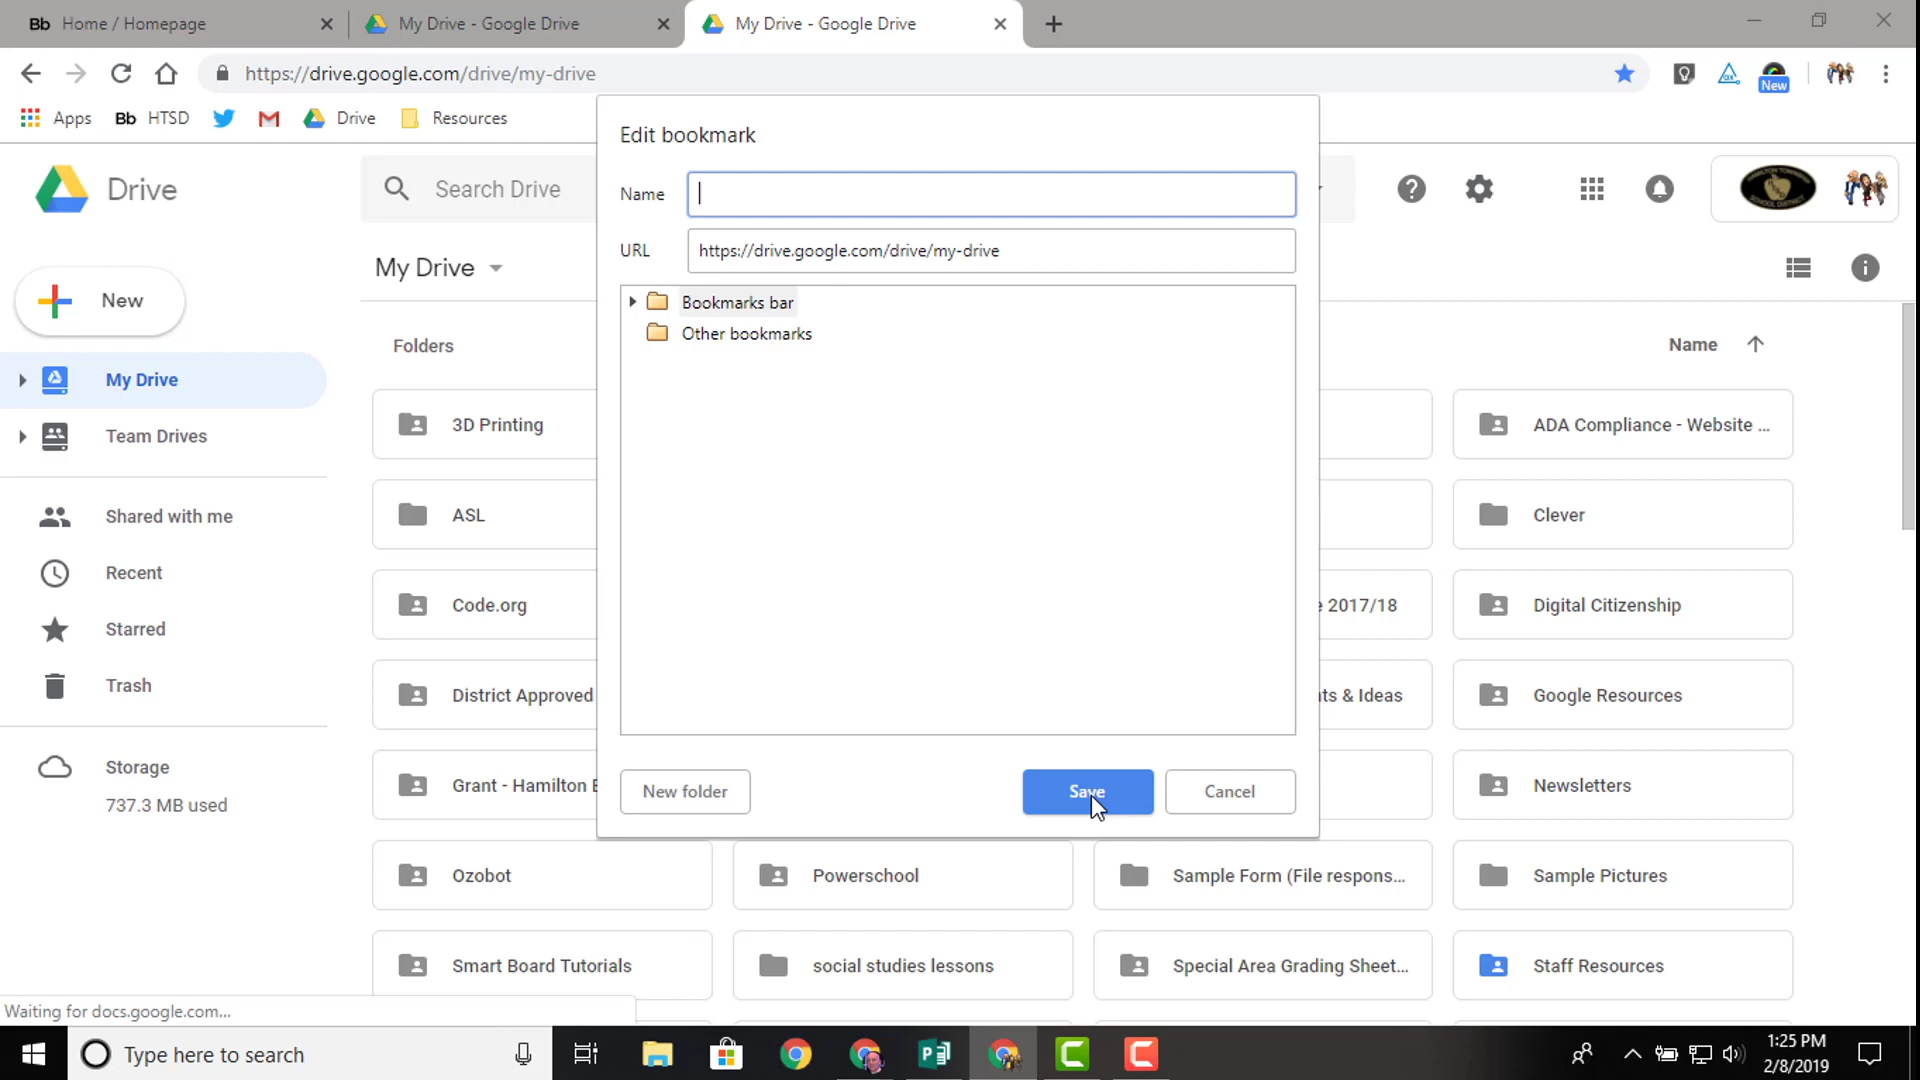 Bb Home / Homepage
My Drive - Google Drive
My Drive - Google Drive
https://drive.google.com/drive/my-drive
New
Apps
Bb HTSD
Drive
Resources
Edit bookmark
Name
URL
https://drive.google.com/drive/my-drive
Bookmarks bar
Other bookmarks
New folder
Save
Cancel
Drive
Search Drive
New
My Drive
Team Drives
Shared with me
Recent
Starred
Trash
Storage
737.3 MB used
My Drive
Folders
Name
3D Printing
ADA Compliance - Website ...
ASL
Clever
Code.org
e 2017/18
Digital Citizenship
District Approved
ts & Ideas
Google Resources
Grant - Hamilton E
Newsletters
Ozobot
Powerschool
Sample Form (File respons...
Sample Pictures
Smart Board Tutorials
social studies lessons
Special Area Grading Sheet...
Staff Resources
Waiting for docs.google.com...
Type here to search
1:25 PM
2/8/2019